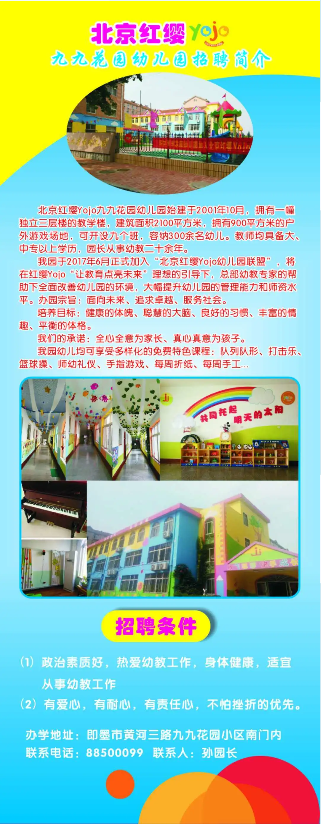 北京红缨Yojo
九九花园幼儿园招聘简介
北京红缨Yojo九九花园幼儿园始建于2001年10月，拥有一幢
独立三层楼的教学楼，建筑面积2100平方米，拥有900平方米的户
外游戏场地，可开设九个班，容纳300余名幼儿。教师均具备大、
中专以上学历，园长从事幼教二十余年。
我园于2017年6月正式加入“北京红缨Yojo幼儿园联盟”，将
在红缨Yojo“让教育点亮未来”理想的引导下，总部幼教专家的帮
助下全面改善幼儿园的环境，大幅提升幼儿园的管理能力和师资水
平。办园宗旨：面向未来、追求卓越、服务社会。
培养目标：健康的体魄、聪慧的大脑、良好的习惯、丰富的情
趣、平衡的体格。
我们的承诺：全心全意为家长、真心真意为孩子。
我园幼儿均可享受多样化的免费特色课程：队列队形、打击乐、
篮球操、师幼礼仪、手指游戏、每周折纸、每周手工...
共同托起
明天的太阳
招聘条件
（1）政治素质好，热爱幼教工作，身体健康，适宜
从事幼教工作
（2）有爱心，有耐心，有责任心，不怕挫折的优先。
办学地址：即墨市黄河三路九九花园小区南门内
联系电话：88500099 联系人：孙园长